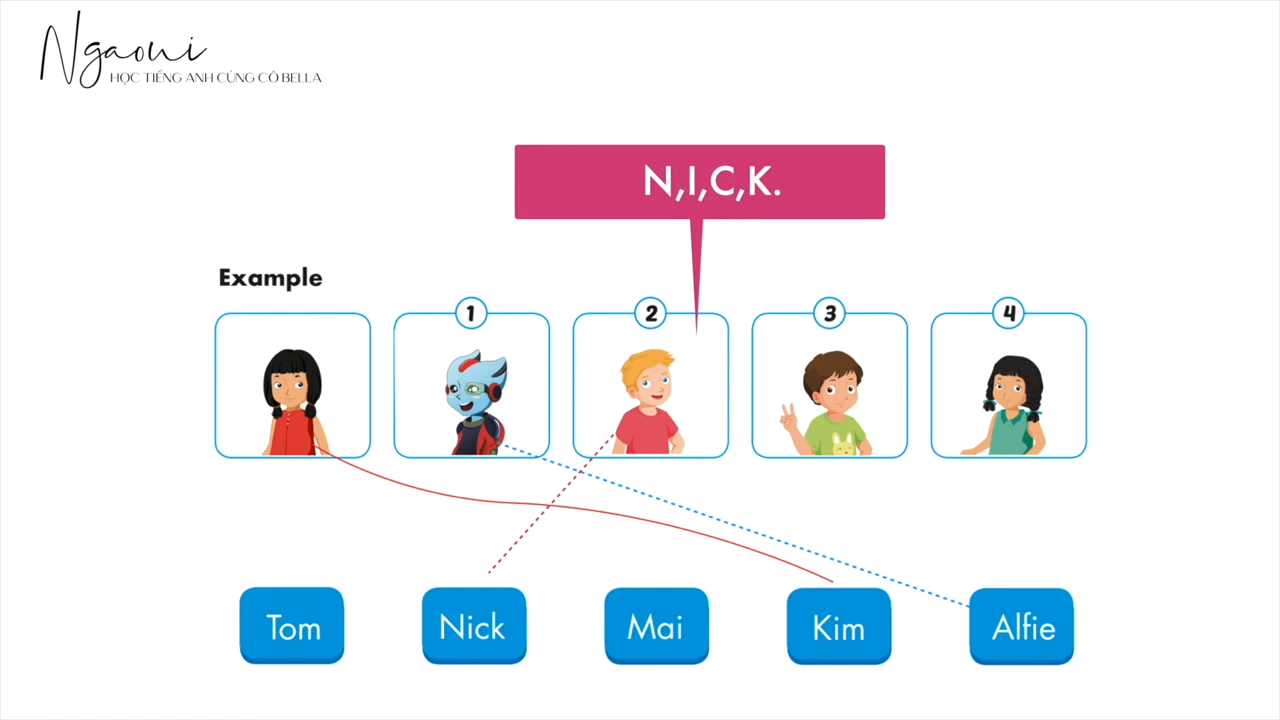 Ngaoni
HỌC TIẾNG ANH CÙNG CÔ BELLA
N,I,C,K.
Example
1
2
3
4
Tom
Nick
Mai
Kim
Alfie